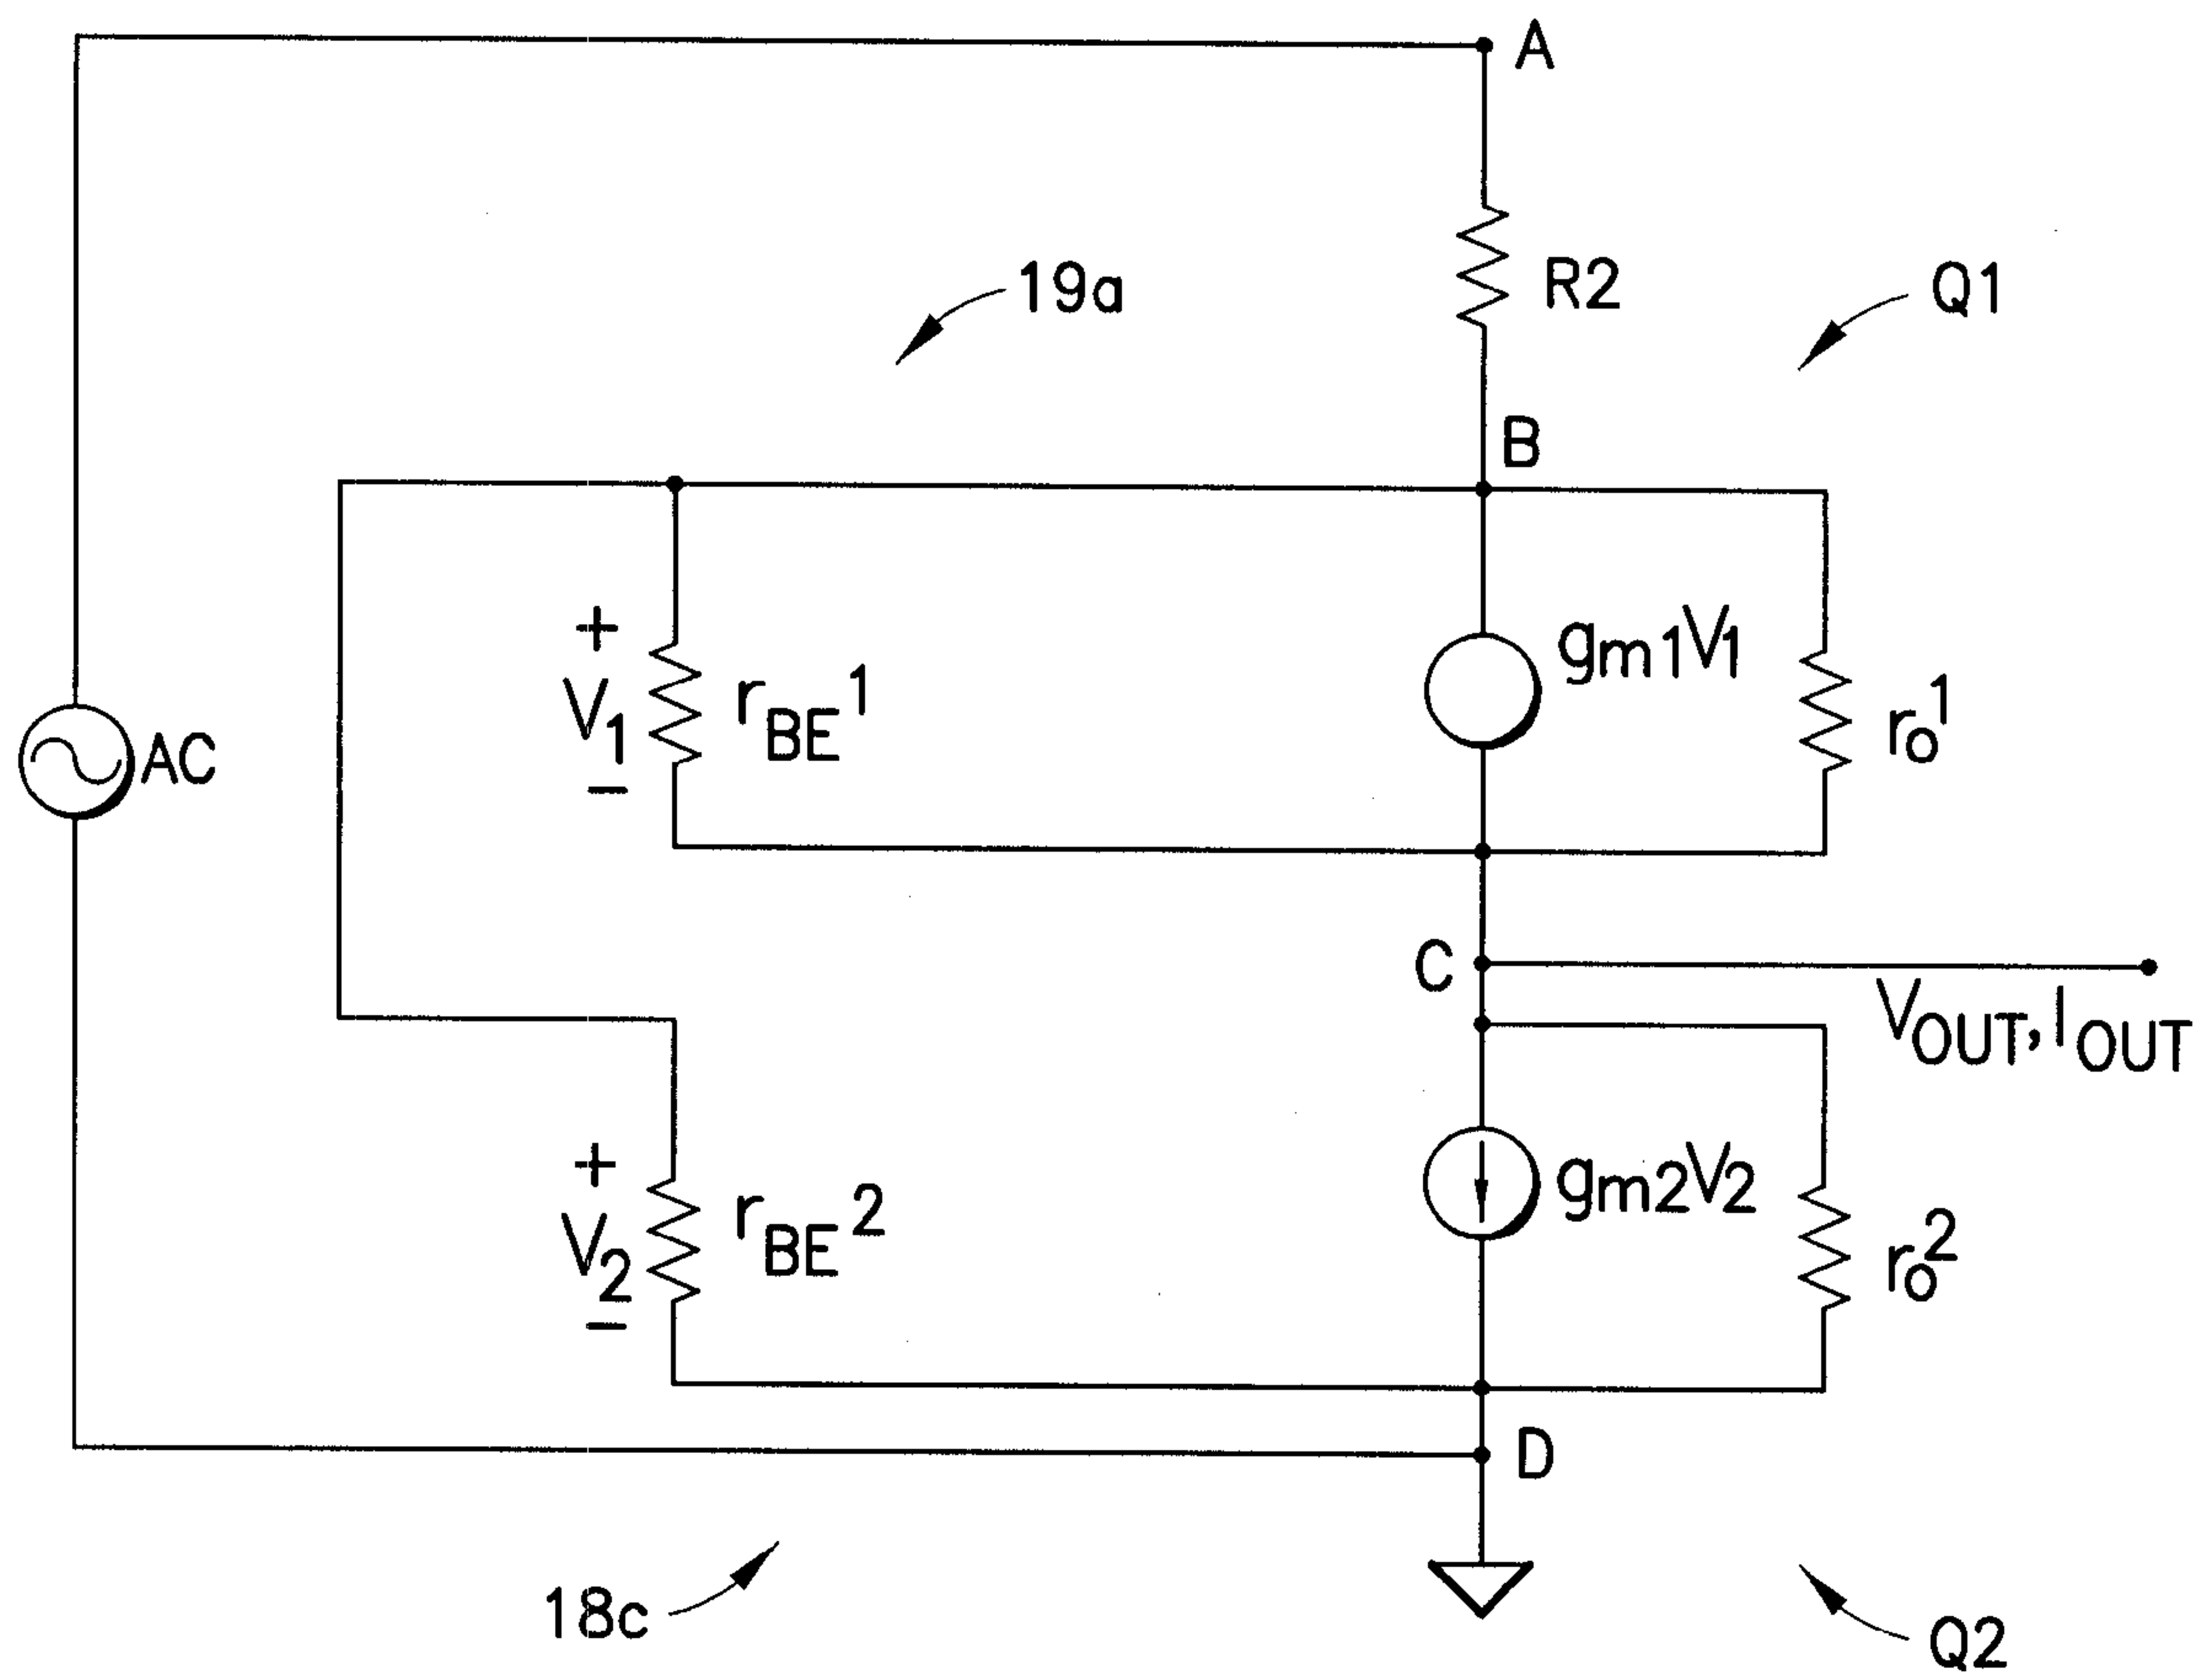 A
19a
R2
Q1
B
+
V1
−
rBE1
gm1V1
ro1
AC
C
VOUT, IOUT
+
V2
−
rBE2
gm2V2
ro2
D
18c
Q2